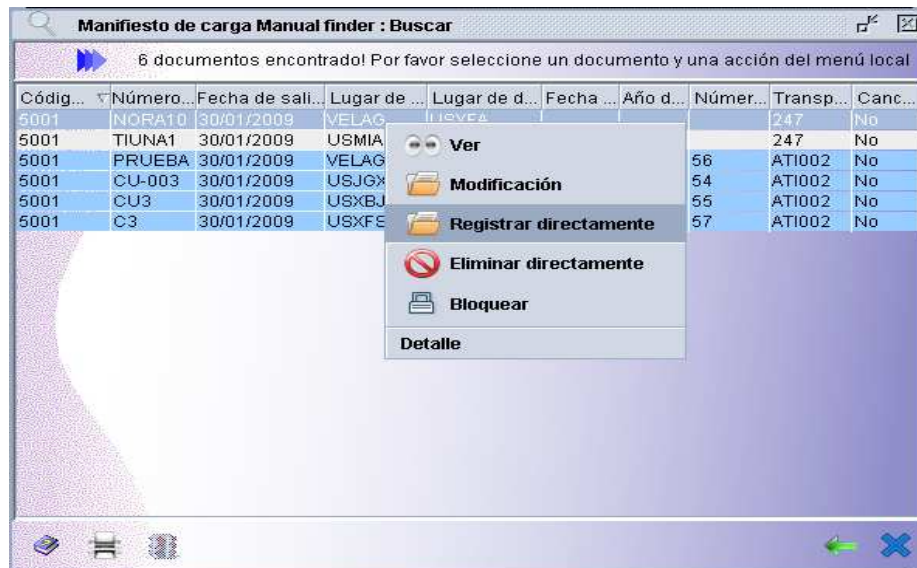 Manifiesto de carga Manual finder : Buscar
6 documentos encontrado! Por favor seleccione un documento y una acción del menú local
Códig... Número... Fecha de sali... Lugar de ... Lugar de d... Fecha ... Año d... Númer... Transp... Canc...
5001 NORA10 30/01/2009 VELAG USXFA 247 No
5001 TIUNA1 30/01/2009 USMIA 247 No
5001 PRUEBA 30/01/2009 VELAG 56 ATI002 No
5001 CU-003 30/01/2009 USJGX 54 ATI002 No
5001 CU3 30/01/2009 USXBJ 55 ATI002 No
5001 C3 30/01/2009 USXFS 57 ATI002 No
Ver
Modificación
Registrar directamente
Eliminar directamente
Bloquear
Detalle